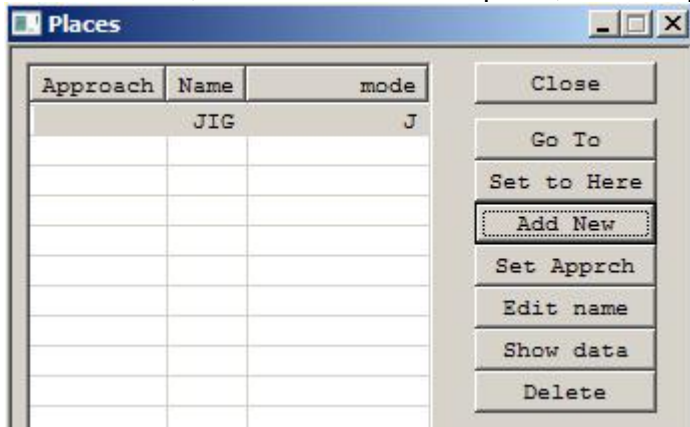 Places
Approach Name mode
JIG J
Close
Go To
Set to Here
Add New
Set Apprch
Edit name
Show data
Delete